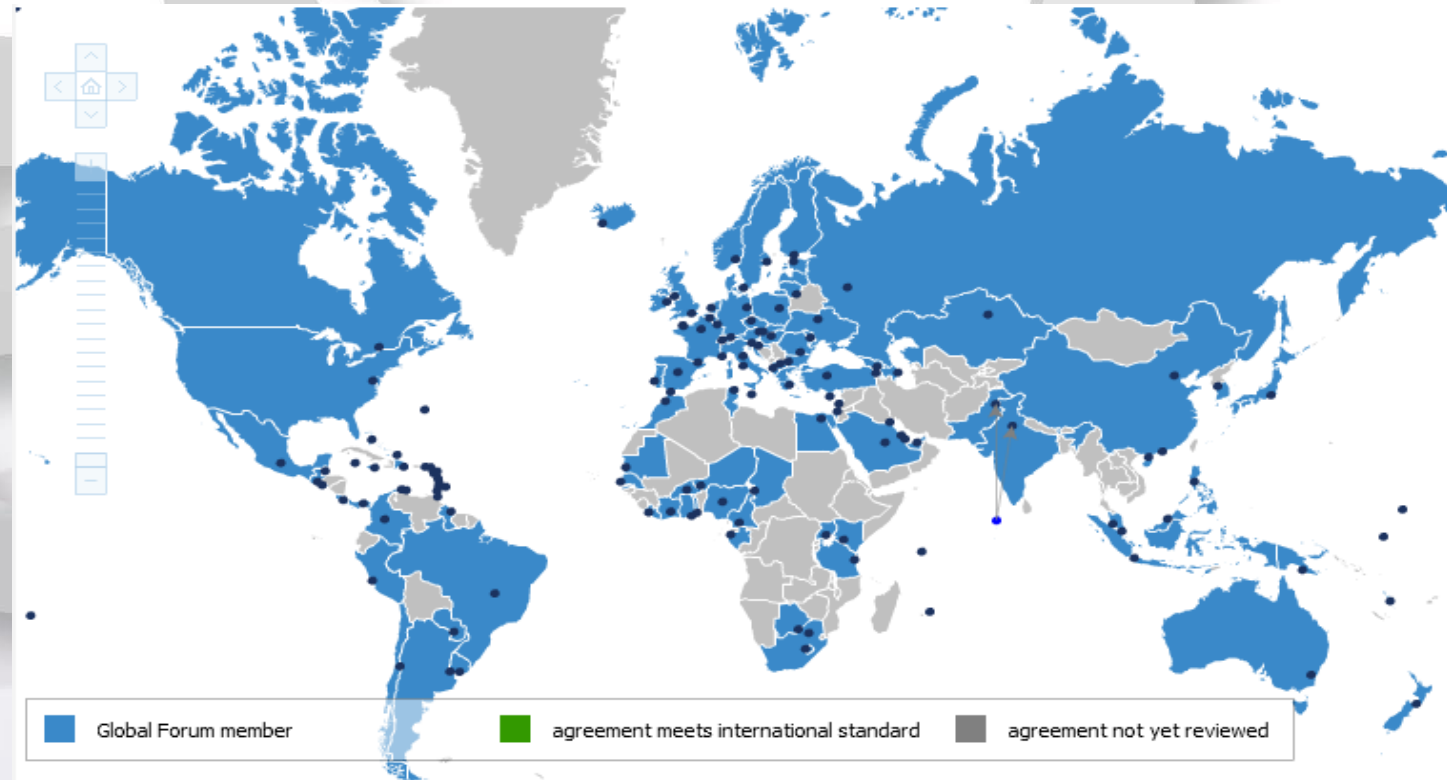 Global Forum member
agreement meets international standard
agreement not yet reviewed